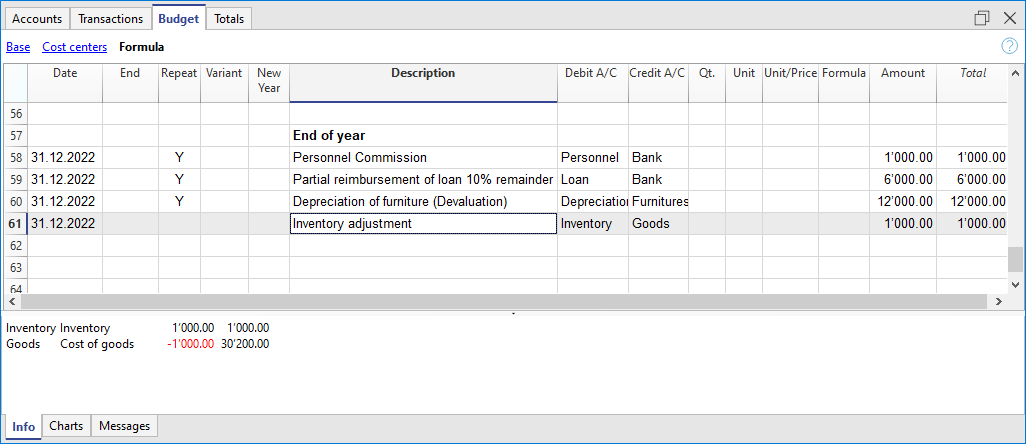 Accounts Transactions Budget Totals
Base Cost centers Formula
Date End Repeat Variant New Year Description Debit A/C Credit A/C Qt. Unit Unit/Price Formula Amount Total
56
57 End of year
58 31.12.2022 Y Personnel Commission Personnel Bank 1'000.00 1'000.00
59 31.12.2022 Y Partial reimbursement of loan 10% remainder Loan Bank 6'000.00 6'000.00
60 31.12.2022 Y Depreciation of furniture (Devaluation) Depreciation Furnitures 12'000.00 12'000.00
61 31.12.2022 Inventory adjustment Inventory Goods 1'000.00 1'000.00
62
63
64
Inventory Inventory 1'000.00 1'000.00
Goods Cost of goods -1'000.00 30'200.00
Info Charts Messages